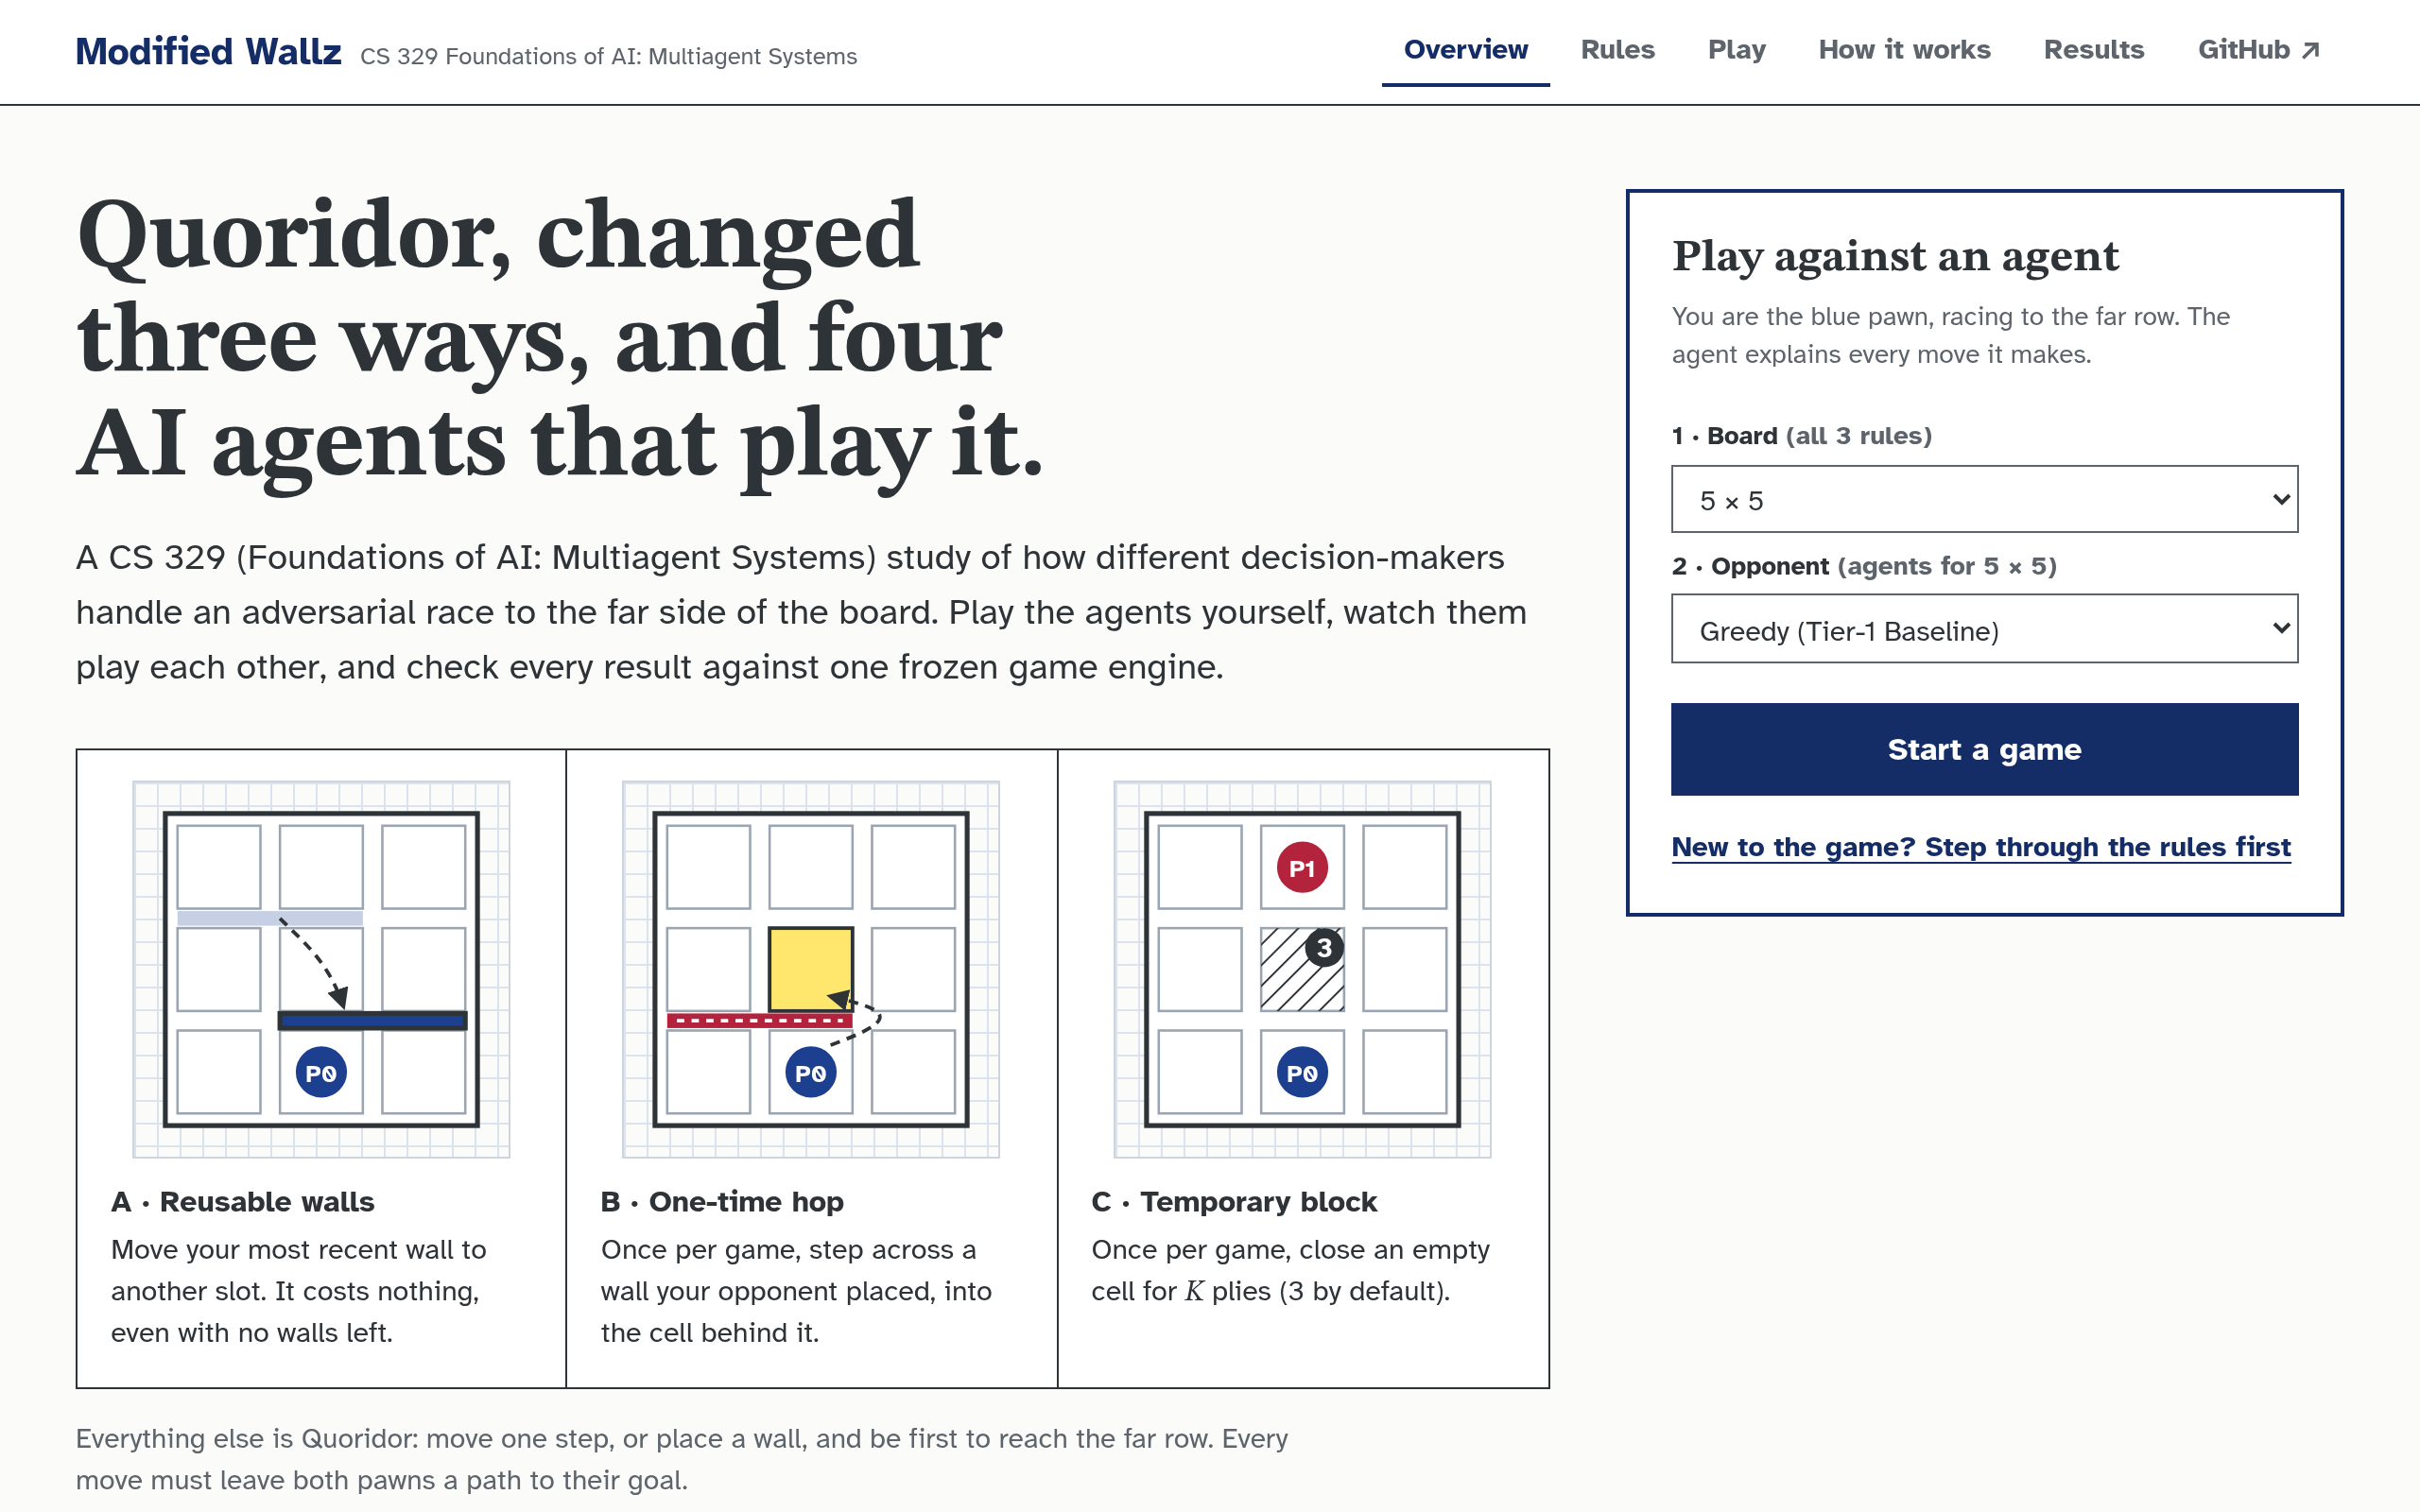 Modified Wallz CS 329 Foundations of AI: Multiagent Systems
Overview Rules Play How it works Results GitHub ↗
Quoridor, changed
three ways, and four
AI agents that play it.
A CS 329 (Foundations of AI: Multiagent Systems) study of how different decision-makers
handle an adversarial race to the far side of the board. Play the agents yourself, watch them
play each other, and check every result against one frozen game engine.
P0
A · Reusable walls
Move your most recent wall to
another slot. It costs nothing,
even with no walls left.
P0
B · One-time hop
Once per game, step across a
wall your opponent placed, into
the cell behind it.
P1
3
P0
C · Temporary block
Once per game, close an empty
cell for K plies (3 by default).
Everything else is Quoridor: move one step, or place a wall, and be first to reach the far row. Every
move must leave both pawns a path to their goal.
Play against an agent
You are the blue pawn, racing to the far row. The
agent explains every move it makes.
1 · Board (all 3 rules)
5 × 5
2 · Opponent (agents for 5 × 5)
Greedy (Tier-1 Baseline)
Start a game
New to the game? Step through the rules first